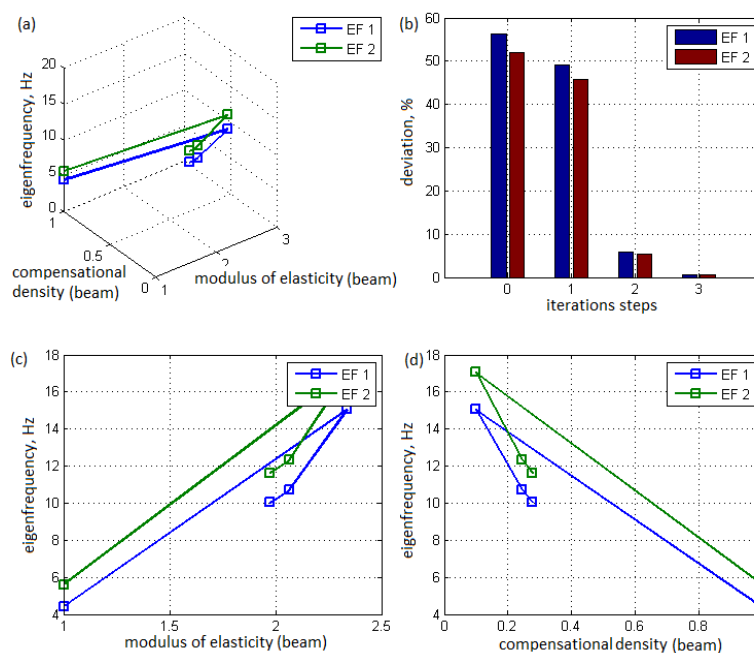 (a)
EF 1
EF 2
eigenfrequency, Hz
20
15
10
5
0
1
0.5
0
compensational
density (beam)
1
2
3
modulus of elasticity (beam)
(b)
EF 1
EF 2
deviation, %
60
50
40
30
20
10
0
0
1
2
3
iterations steps
(c)
EF 1
EF 2
eigenfrequency, Hz
18
16
14
12
10
8
6
4
1
1.5
2
2.5
modulus of elasticity (beam)
(d)
EF 1
EF 2
eigenfrequency, Hz
18
16
14
12
10
8
6
4
0
0.2
0.4
0.6
0.8
compensational density (beam)